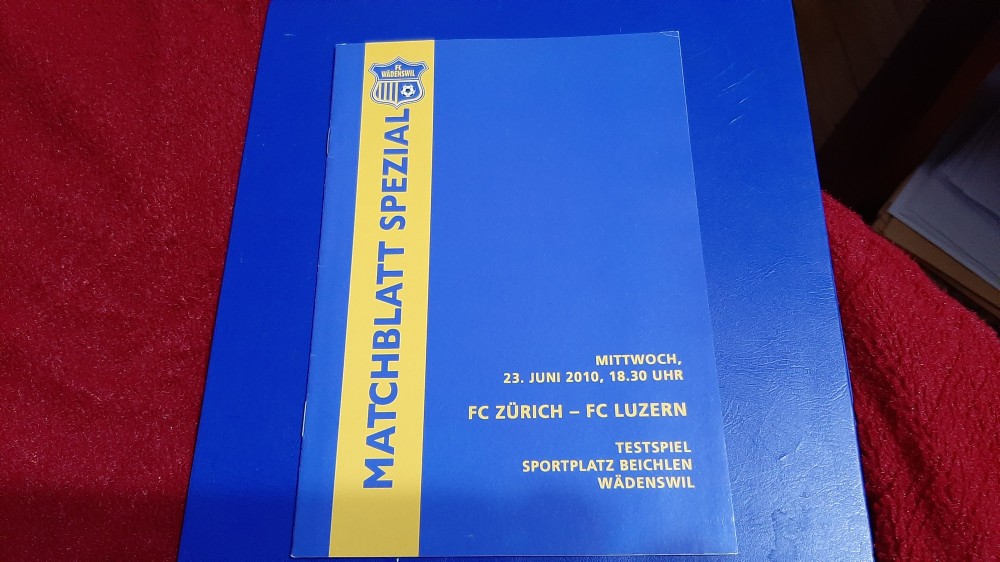 FC
WÄDENSWIL
MATCHBLATT SPEZIAL
MITTWOCH,
23. JUNI 2010, 18.30 UHR
FC ZÜRICH – FC LUZERN
TESTSPIEL
SPORTPLATZ BEICHLEN
WÄDENSWIL